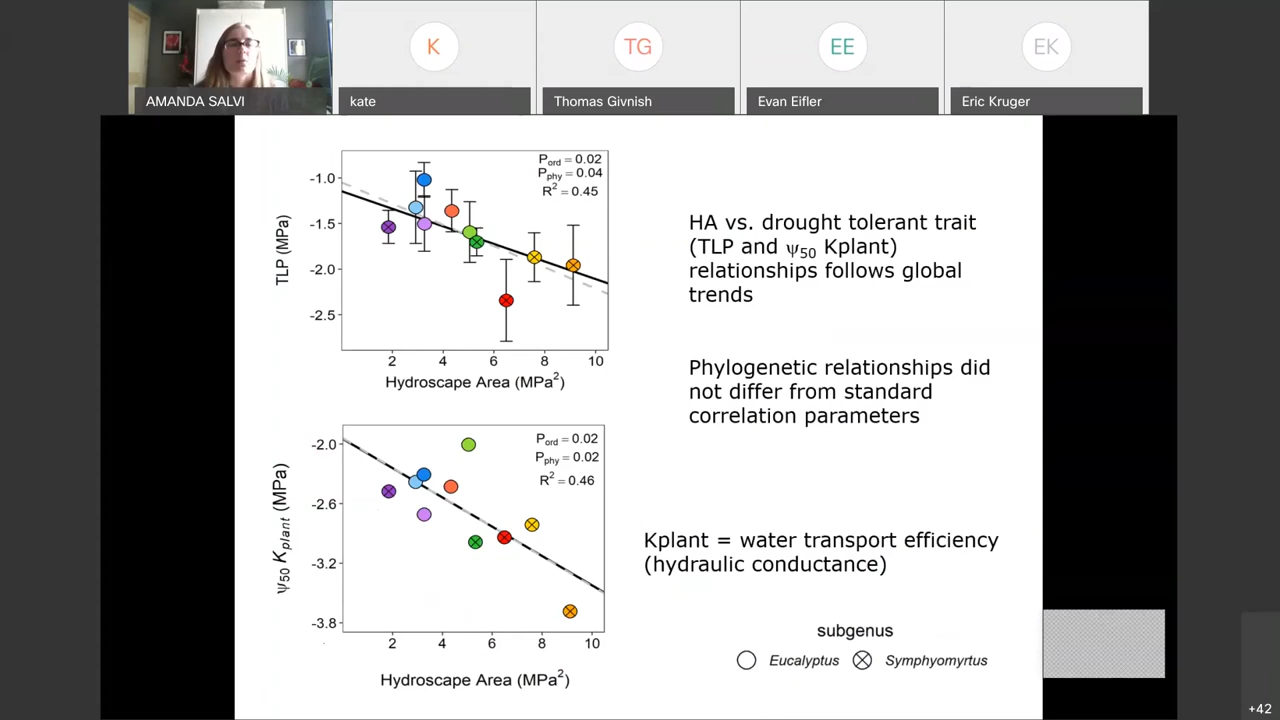 K
TG
EE
EK
AMANDA SALVI
kate
Thomas Givnish
Evan Eifler
Eric Kruger
P_ord = 0.02
P_phy = 0.04
R² = 0.45
-1.0
-1.5
-2.0
-2.5
TLP (MPa)
2 4 6 8 10
Hydroscape Area (MPa²)
HA vs. drought tolerant trait
(TLP and ψ₅₀ Kplant)
relationships follows global
trends
Phylogenetic relationships did
not differ from standard
correlation parameters
P_ord = 0.02
P_phy = 0.02
R² = 0.46
-2.0
-2.6
-3.2
-3.8
ψ₅₀ K_plant (MPa)
2 4 6 8 10
Hydroscape Area (MPa²)
Kplant = water transport efficiency
(hydraulic conductance)
subgenus
Eucalyptus Symphyomyrtus
+42